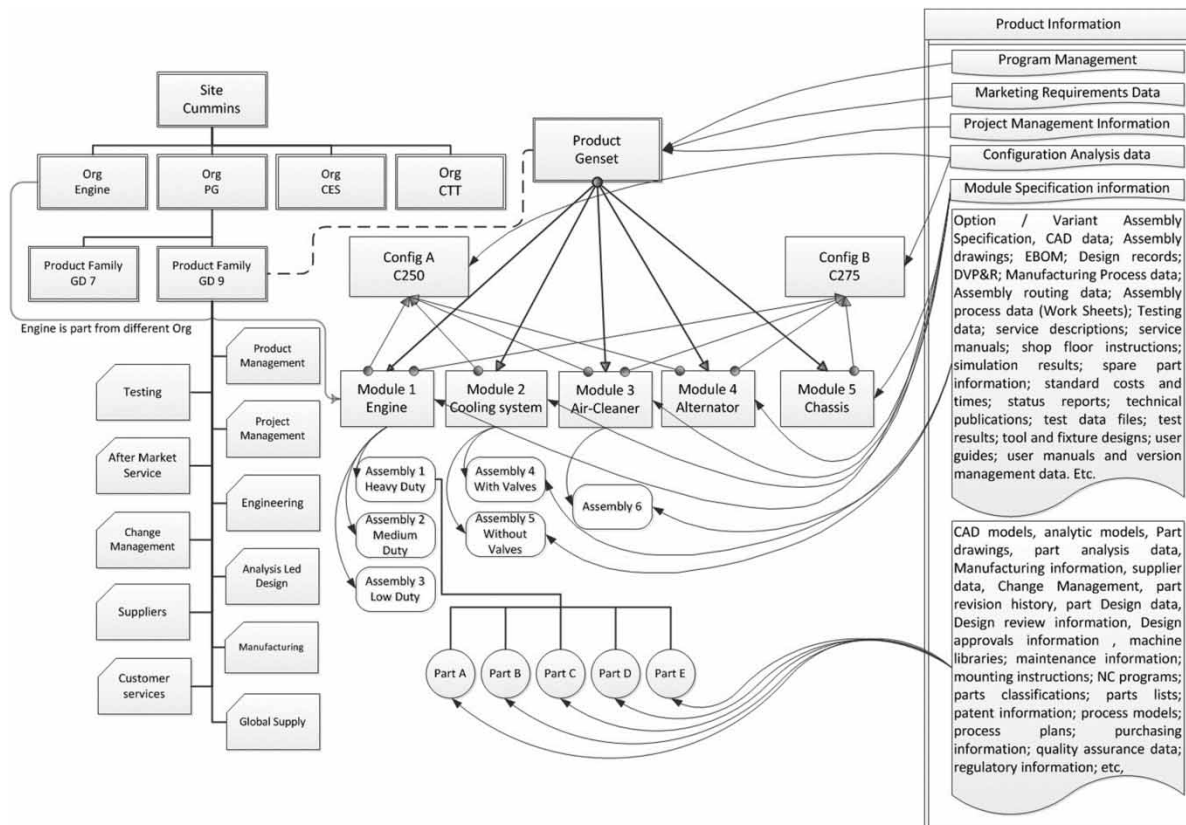 Product Information
Program Management
Marketing Requirements Data
Project Management Information
Configuration Analysis data
Module Specification information
Site
Cummins
Org
Engine
Org
PG
Org
CES
Org
CTT
Product
Genset
Product Family
GD 7
Product Family
GD 9
Engine is part from different Org
Config A
C250
Config B
C275
Module 1
Engine
Module 2
Cooling system
Module 3
Air-Cleaner
Module 4
Alternator
Module 5
Chassis
Product
Management
Testing
Project
Management
After Market
Service
Engineering
Change
Management
Analysis Led
Design
Suppliers
Manufacturing
Customer
services
Global Supply
Assembly 1
Heavy Duty
Assembly 2
Medium
Duty
Assembly 3
Low Duty
Assembly 4
With Valves
Assembly 5
Without
Valves
Assembly 6
Part A
Part B
Part C
Part D
Part E
Option / Variant Assembly
Specification, CAD data; Assembly
drawings; EBOM; Design records;
DVP&R; Manufacturing Process data;
Assembly routing data; Assembly
process data (Work Sheets); Testing
data; service descriptions; service
manuals; shop floor instructions;
simulation results; spare part
information; standard costs and
times; status reports; technical
publications; test data files; test
results; tool and fixture designs; user
guides; user manuals and version
management data. Etc.
CAD models, analytic models, Part
drawings, part analysis data,
Manufacturing information, supplier
data, Change Management, part
revision history, part Design data,
Design review information, Design
approvals information , machine
libraries; maintenance information;
mounting instructions; NC programs;
parts classifications; parts lists;
patent information; process models;
process plans; purchasing
information; quality assurance data;
regulatory information; etc,